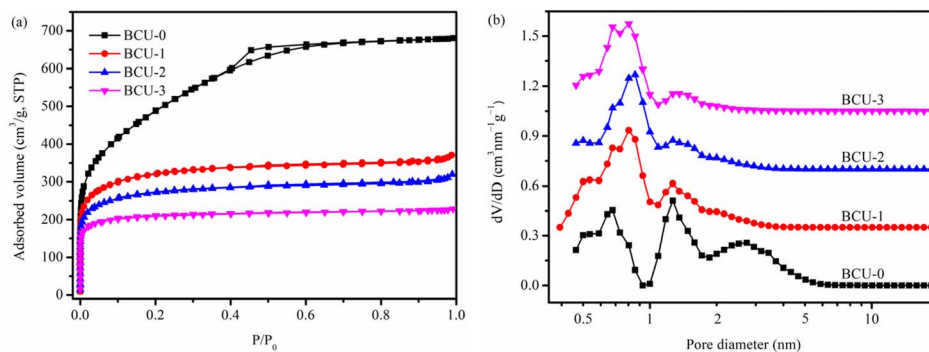 (a)
BCU-0
BCU-1
BCU-2
BCU-3
Adsorbed volume (cm³/g, STP)
700
600
500
400
300
200
100
0
0.0 0.2 0.4 0.6 0.8 1.0
P/P₀
(b)
BCU-3
BCU-2
BCU-1
BCU-0
dV/dD (cm³ nm⁻¹g⁻¹)
1.5
1.2
0.9
0.6
0.3
0.0
0.5 1 2 4 10
Pore diameter (nm)